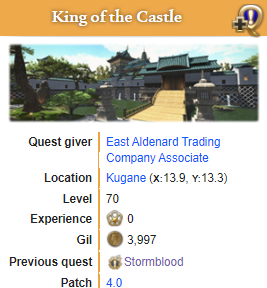 King of the Castle
Quest giver East Aldenard Trading
Company Associate
Location Kugane (X:13.9, Y:13.3)
Level 70
Experience 0
Gil 3,997
Previous quest Stormblood
Patch 4.0